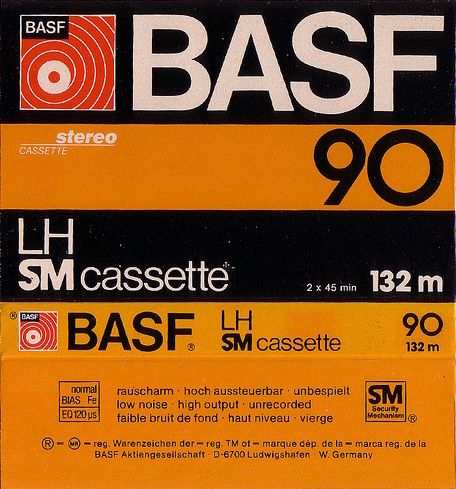 BASF
BASF
stereo
CASSETTE
90
LH
SM cassette
2 x 45 min 132 m
® BASF BASF® LH
SM cassette 90
132 m
normal
BIAS Fe
EQ 120 µs
rauscharm · hoch aussteuerbar · unbespielt
low noise · high output · unrecorded
faible bruit de fond · haut niveau · vierge
SM
Security
Mechanism ®
® – MR – = reg. Warenzeichen der = reg. TM of = marque dép. de la = marca reg. de la
BASF Aktiengesellschaft · D-6700 Ludwigshafen · W. Germany